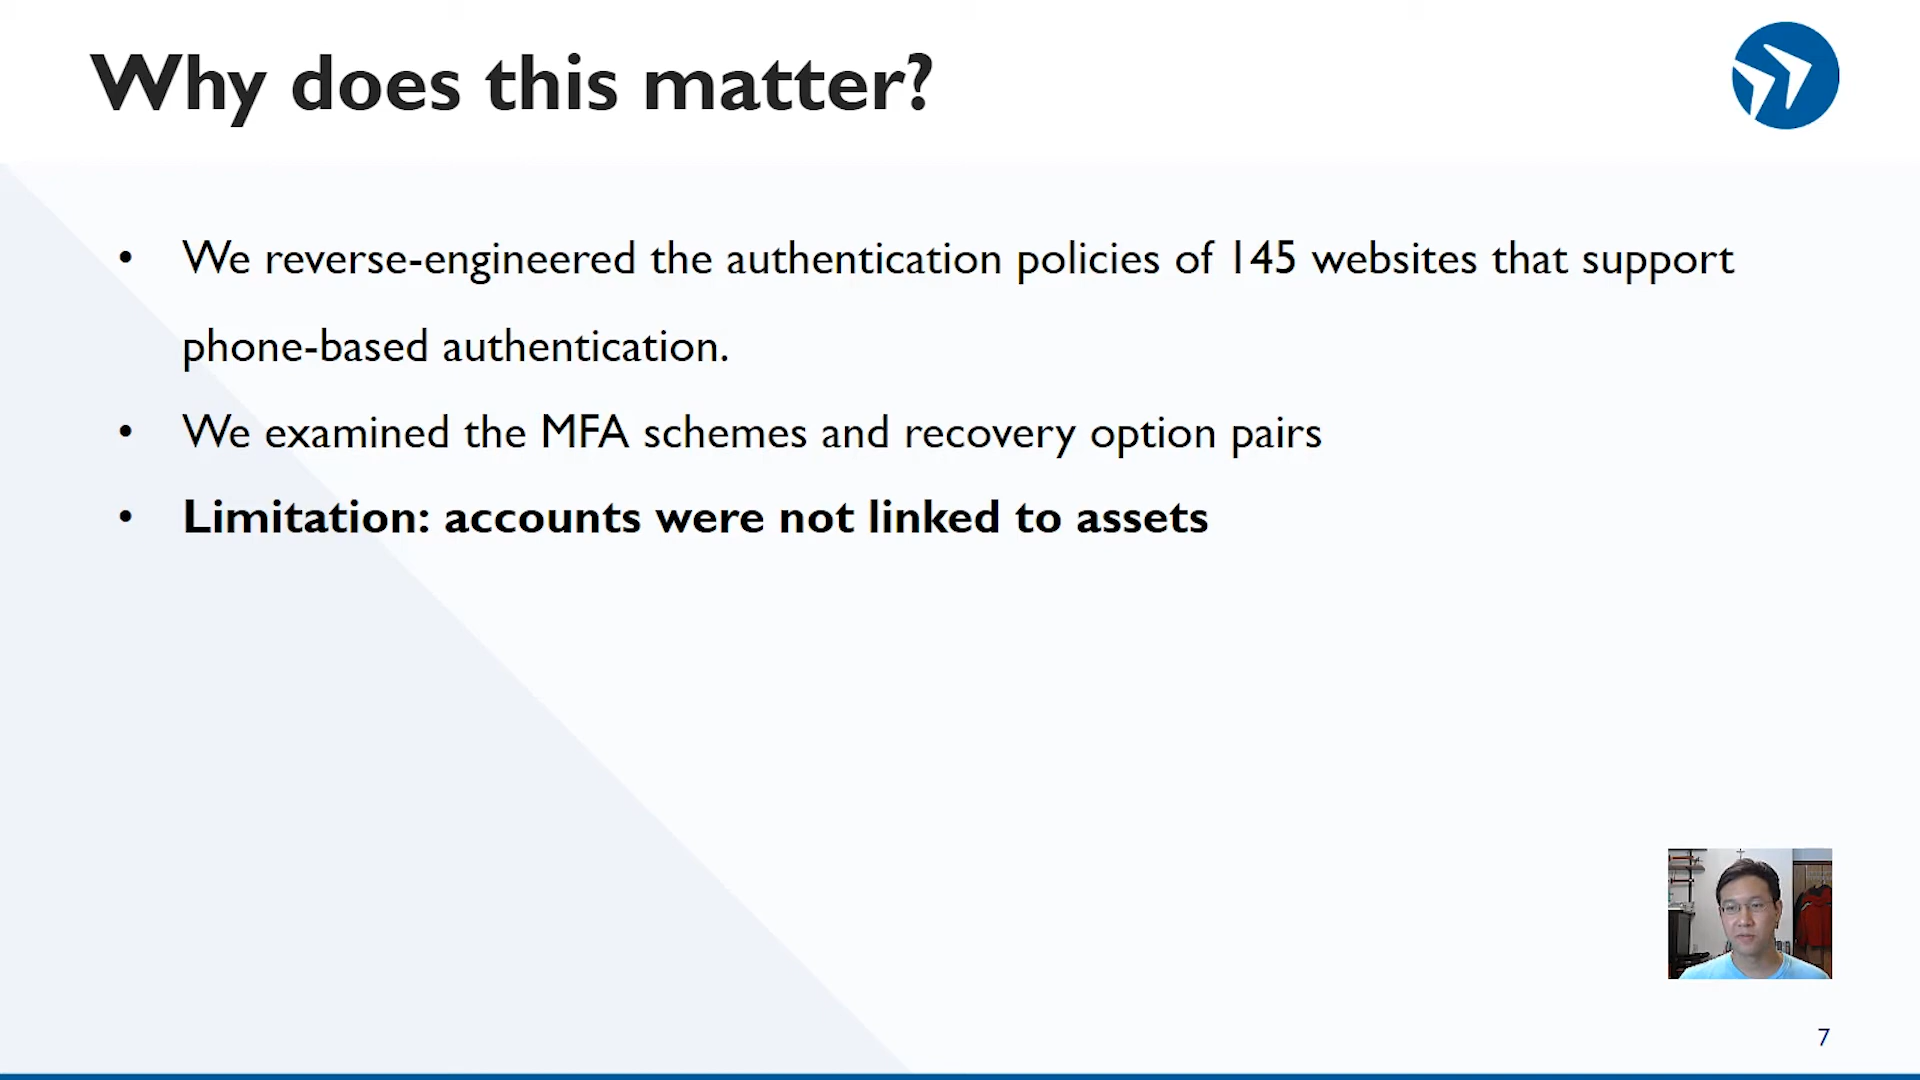 Why does this matter?
• We reverse-engineered the authentication policies of 145 websites that support
phone-based authentication.
• We examined the MFA schemes and recovery option pairs
• Limitation: accounts were not linked to assets
7